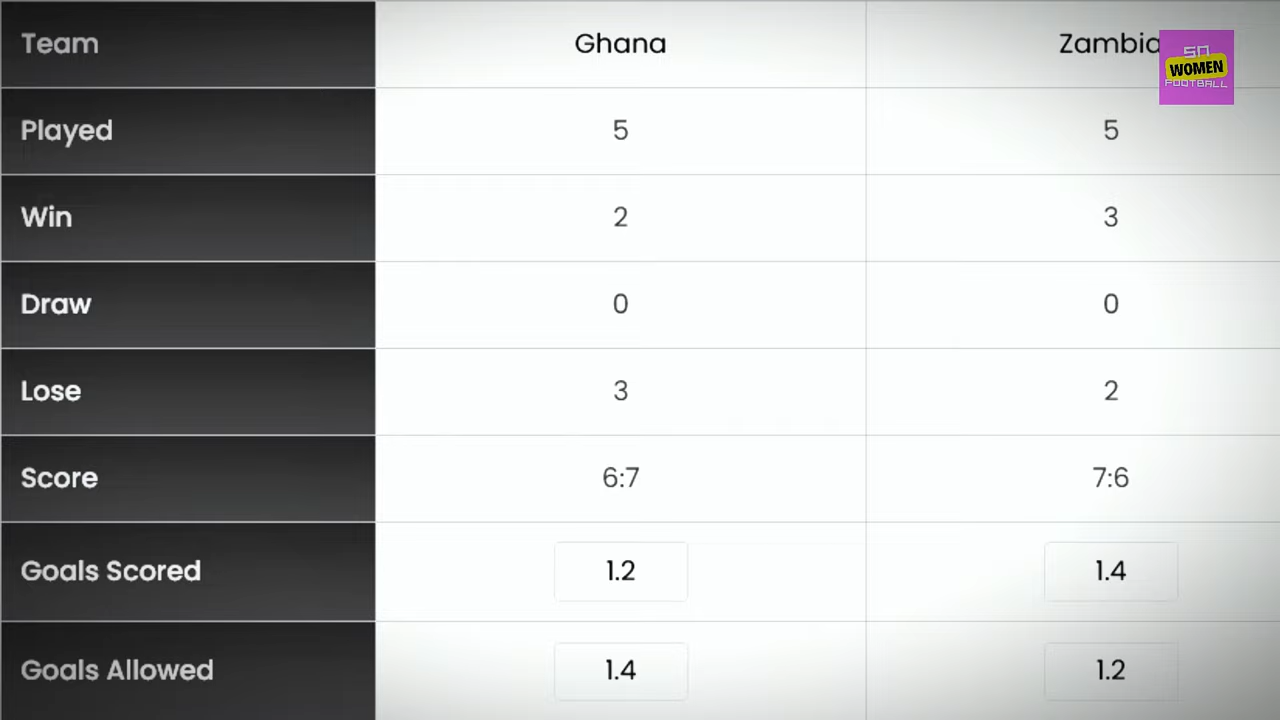 Team Ghana Zambia
SN
WOMEN
FOOTBALL
Played 5 5
Win 2 3
Draw 0 0
Lose 3 2
Score 6:7 7:6
Goals Scored 1.2 1.4
Goals Allowed 1.4 1.2